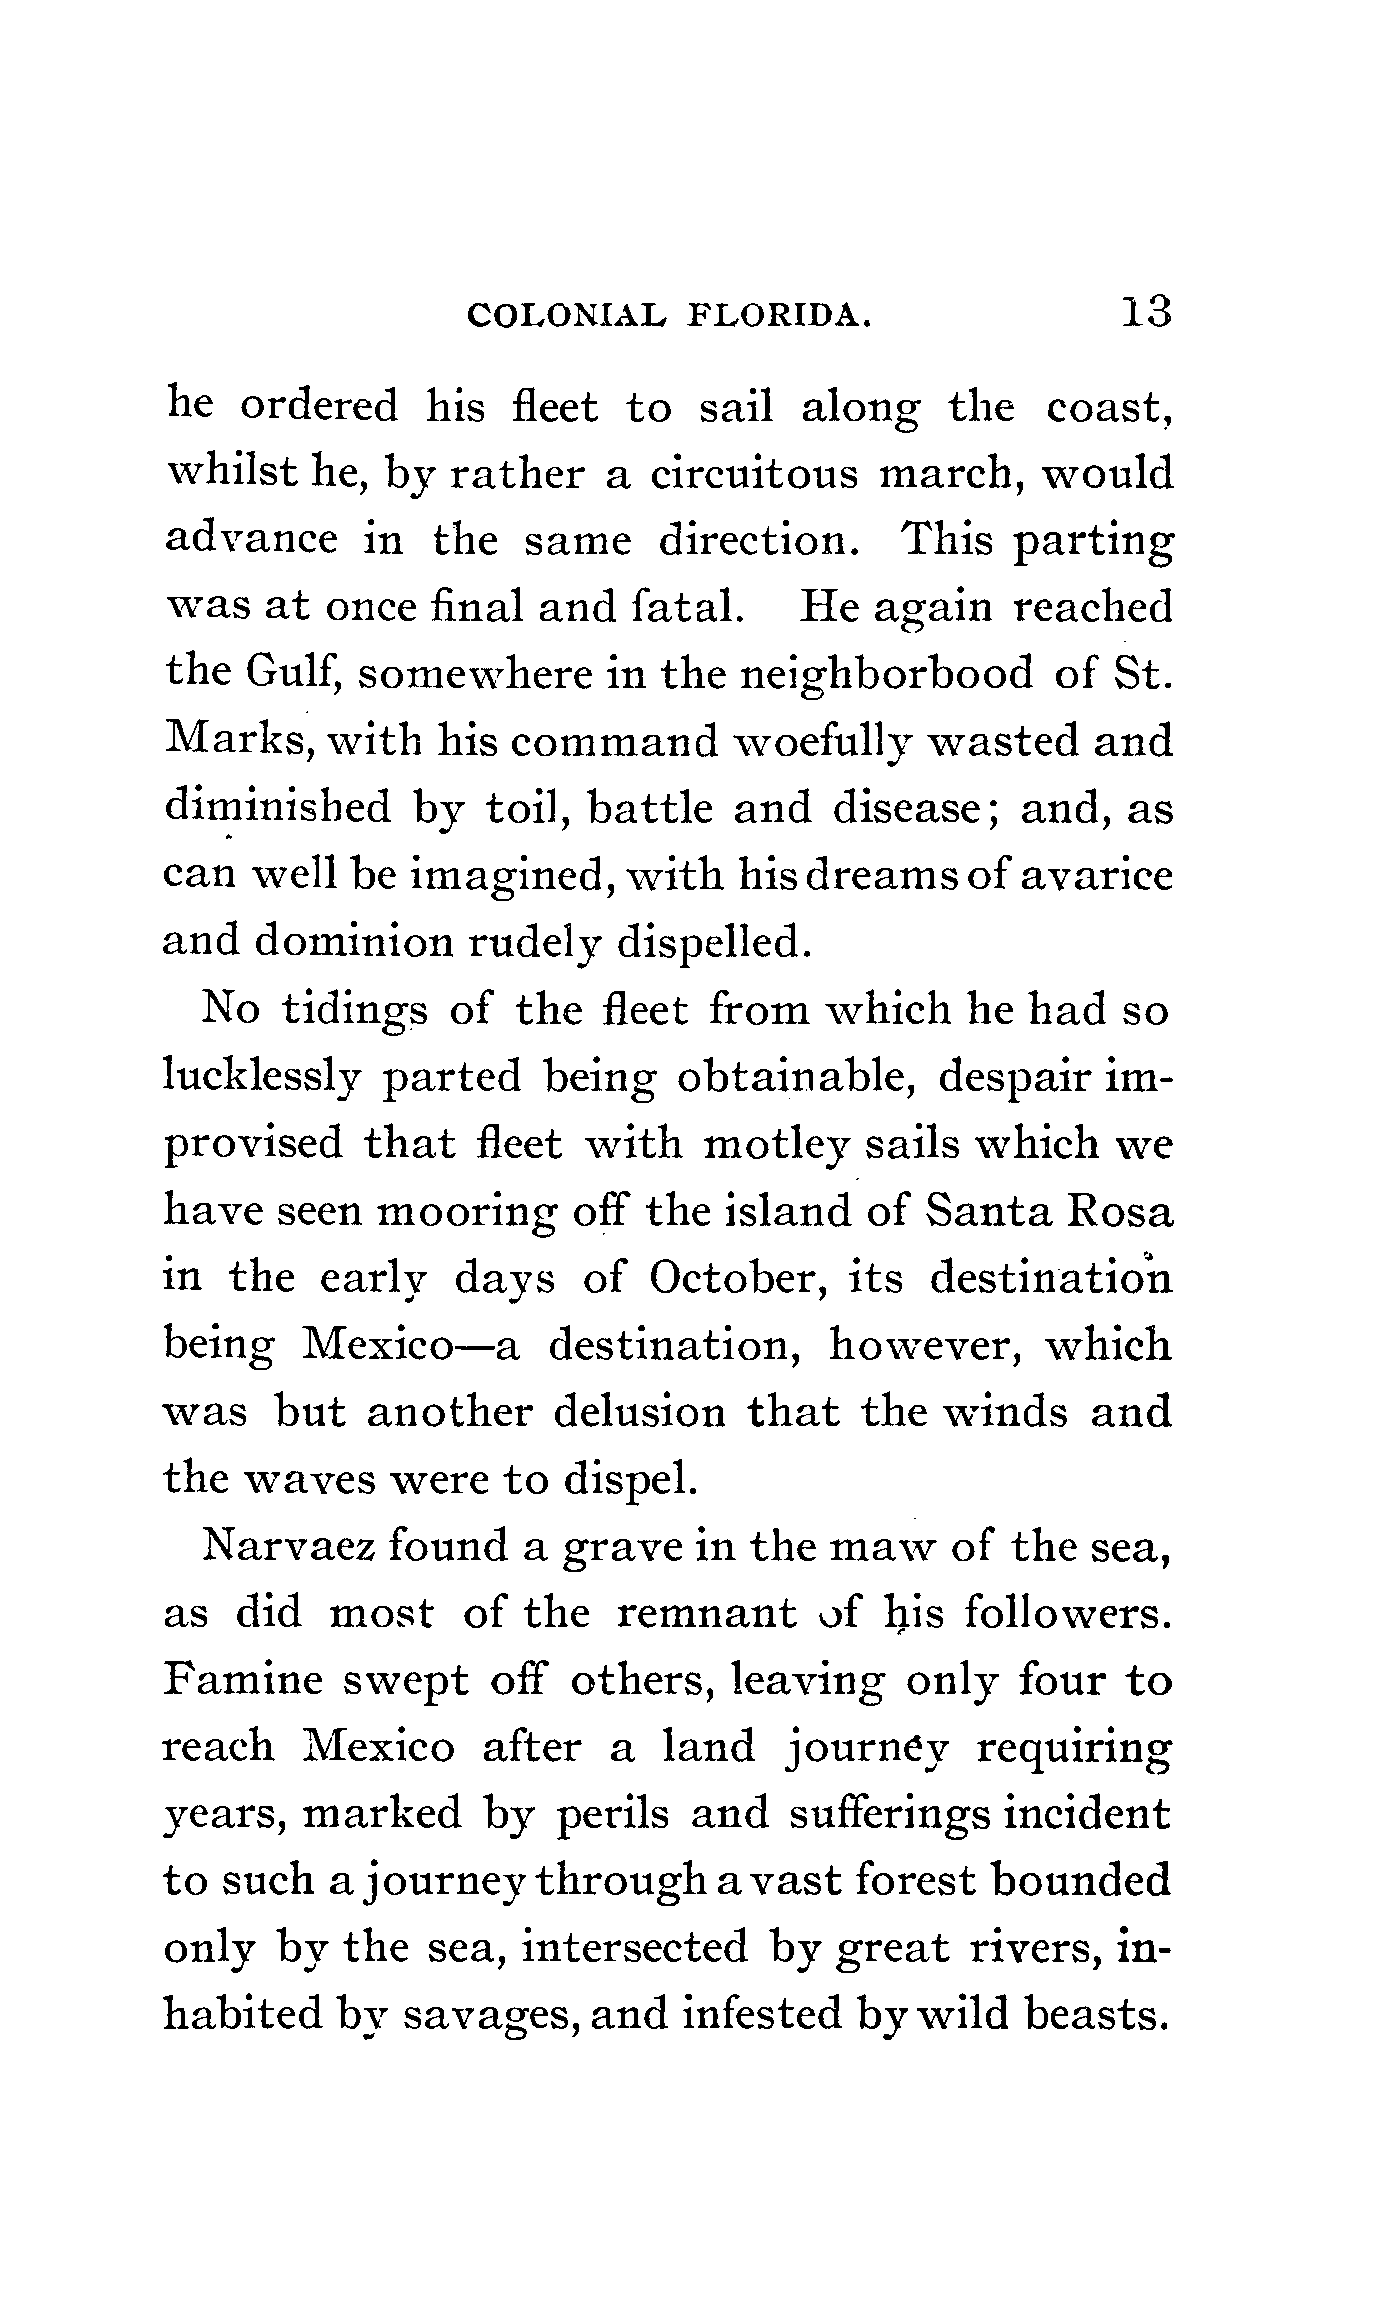 COLONIAL FLORIDA. 13
he ordered his fleet to sail along the coast,
whilst he, by rather a circuitous march, would
advance in the same direction. This parting
was at once final and fatal. He again reached
the Gulf, somewhere in the neighborbood of St.
Marks, with his command woefully wasted and
diminished by toil, battle and disease; and, as
can well be imagined, with his dreams of avarice
and dominion rudely dispelled.
No tidings of the fleet from which he had so
lucklessly parted being obtainable, despair im-
provised that fleet with motley sails which we
have seen mooring off the island of Santa Rosa
in the early days of October, its destination
being Mexico—a destination, however, which
was but another delusion that the winds and
the waves were to dispel.
Narvaez found a grave in the maw of the sea,
as did most of the remnant of his followers.
Famine swept off others, leaving only four to
reach Mexico after a land journey requiring
years, marked by perils and sufferings incident
to such a journey through a vast forest bounded
only by the sea, intersected by great rivers, in-
habited by savages, and infested by wild beasts.